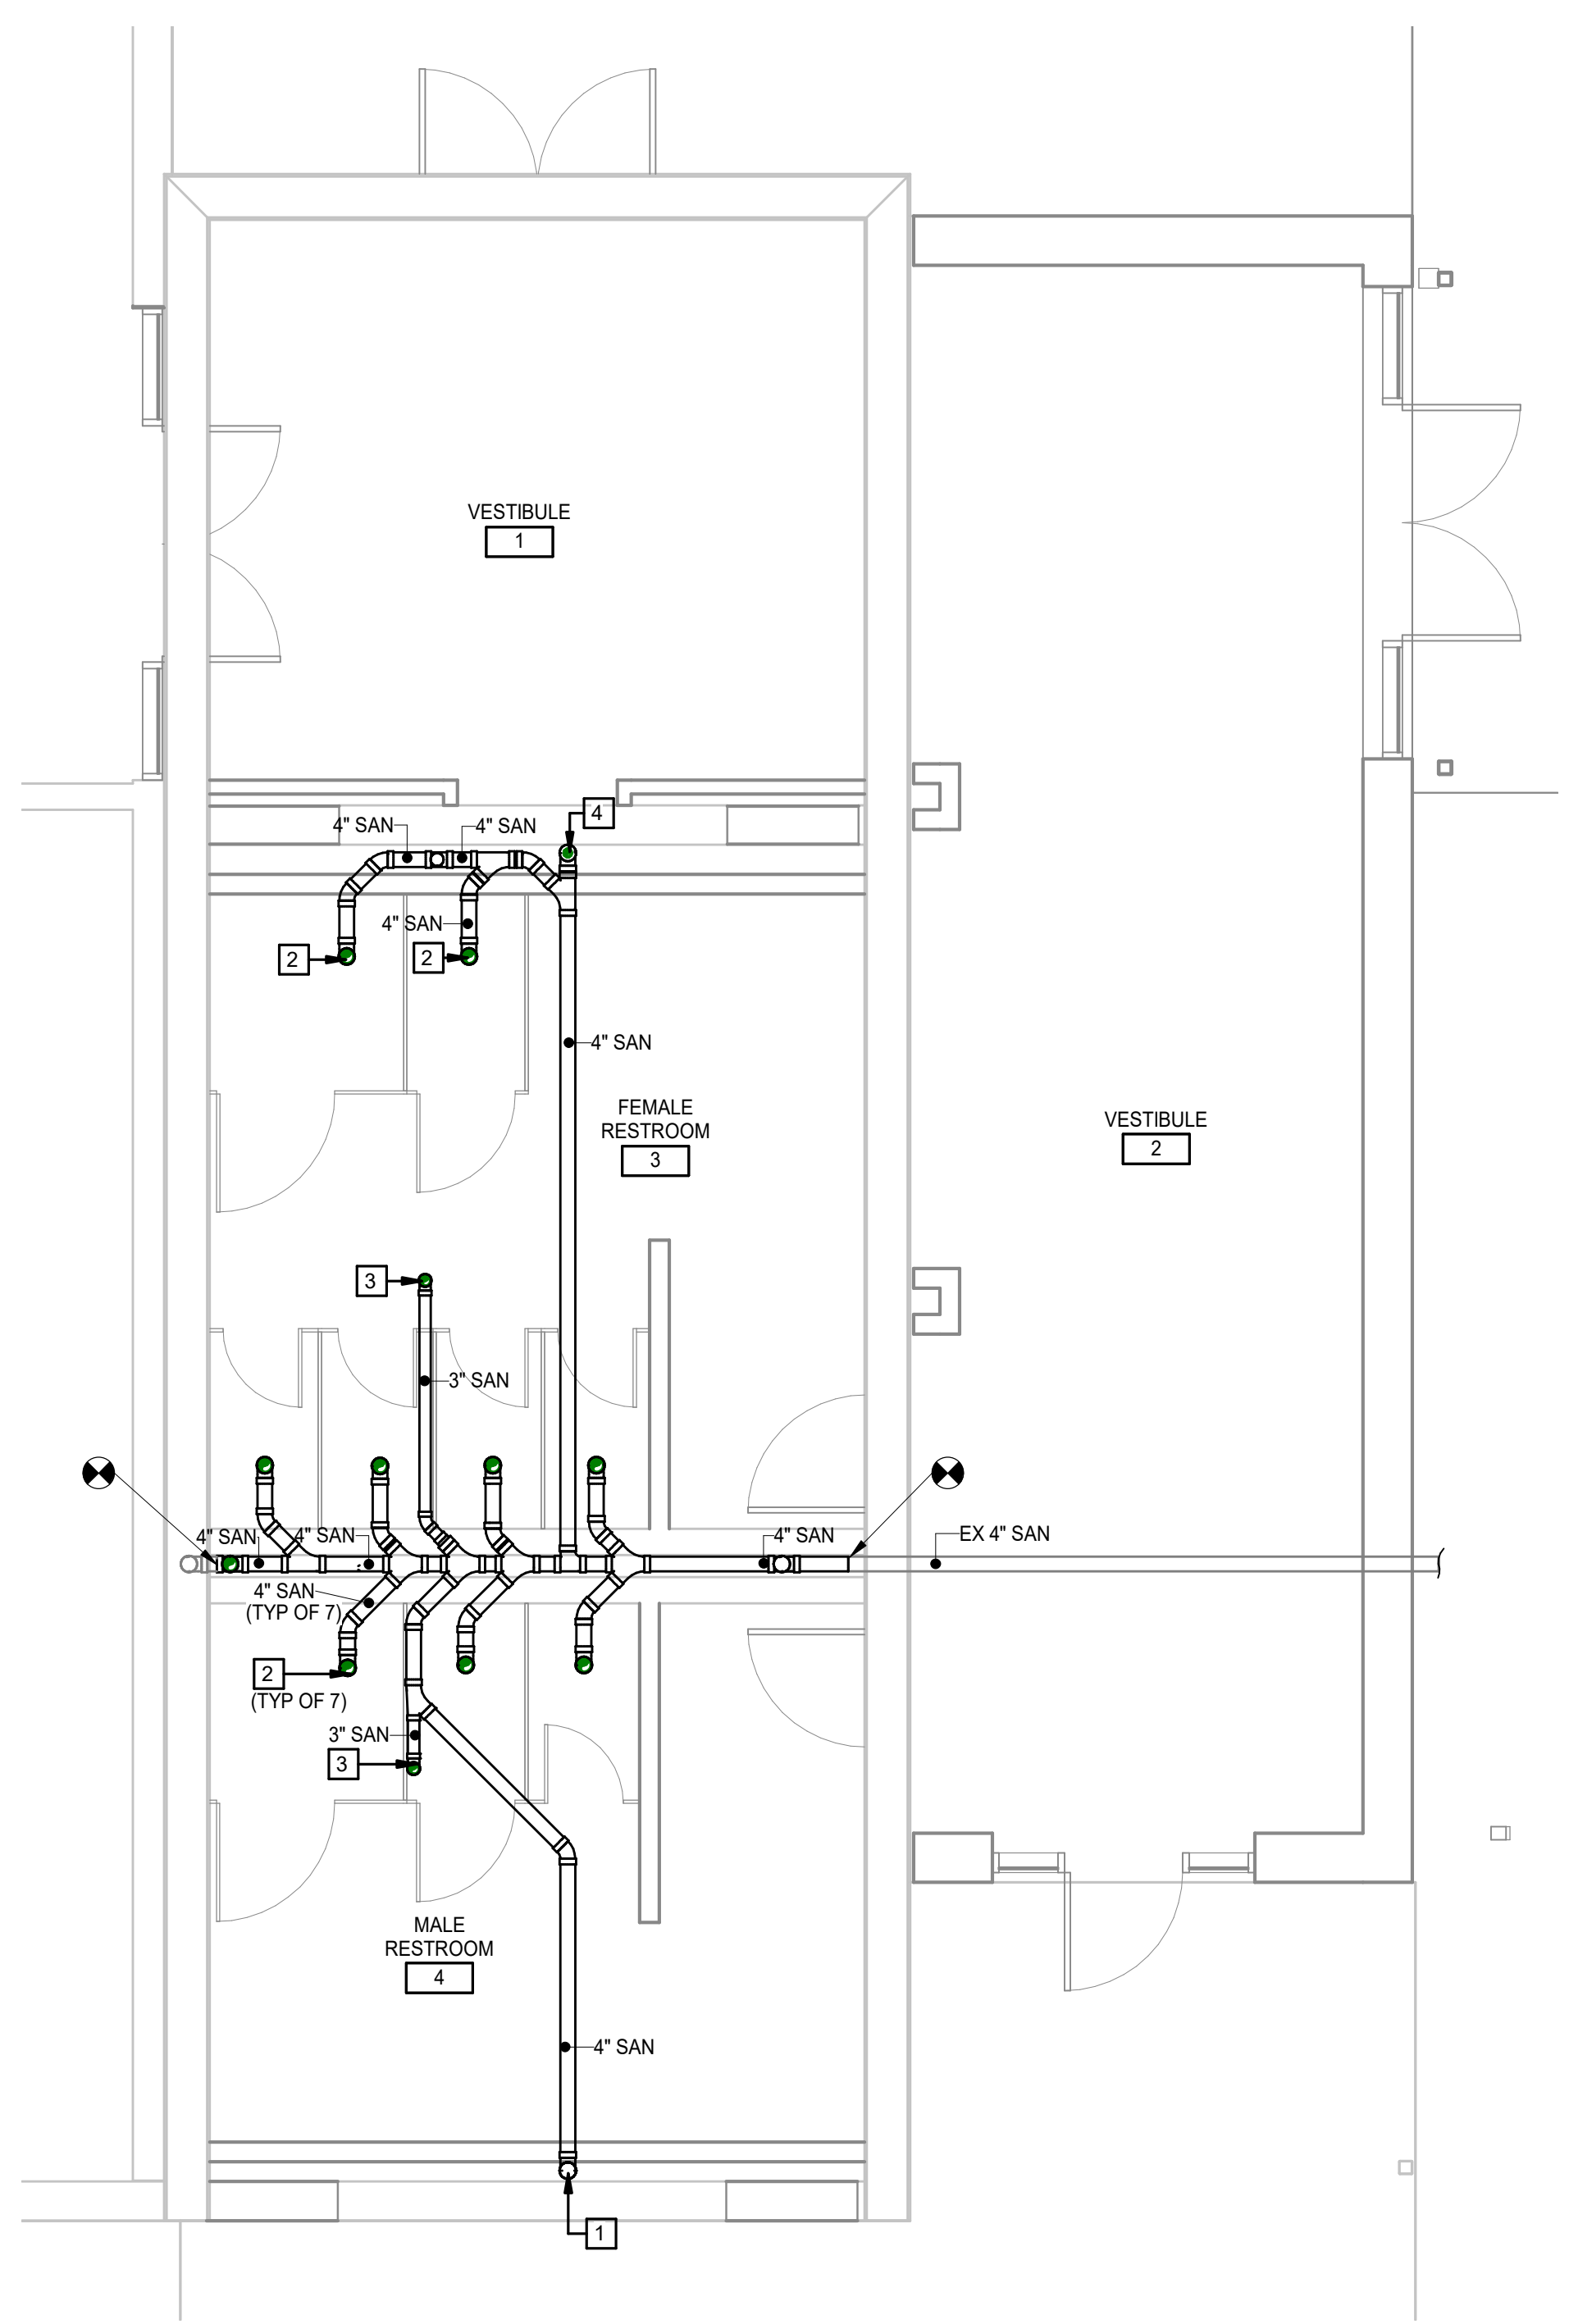 VESTIBULE
1
4
4" SAN
4" SAN
4" SAN
2
2
4" SAN
FEMALE
RESTROOM
3
VESTIBULE
2
3
3" SAN
4" SAN
4" SAN
4" SAN
EX 4" SAN
4" SAN
(TYP OF 7)
2
(TYP OF 7)
3" SAN
3
MALE
RESTROOM
4
4" SAN
1